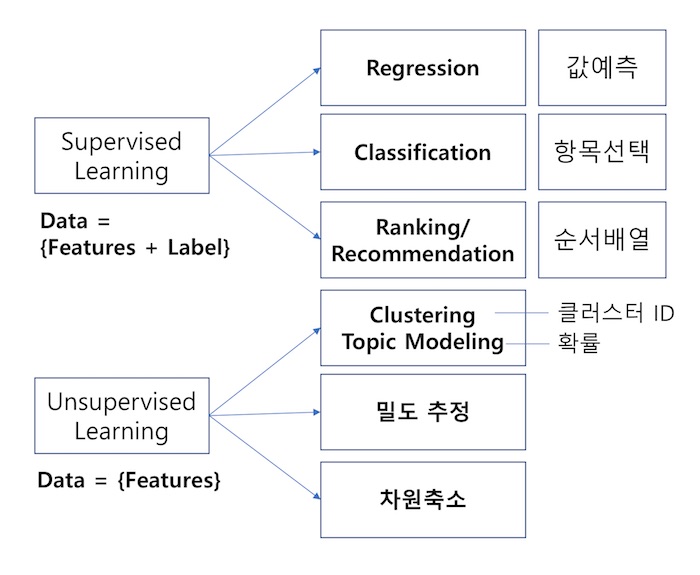 Supervised
Learning
Data =
{Features + Label}
Regression
값예측
Classification
항목선택
Ranking/
Recommendation
순서배열
Unsupervised
Learning
Data = {Features}
Clustering
Topic Modeling
클러스터 ID
확률
밀도 추정
차원축소